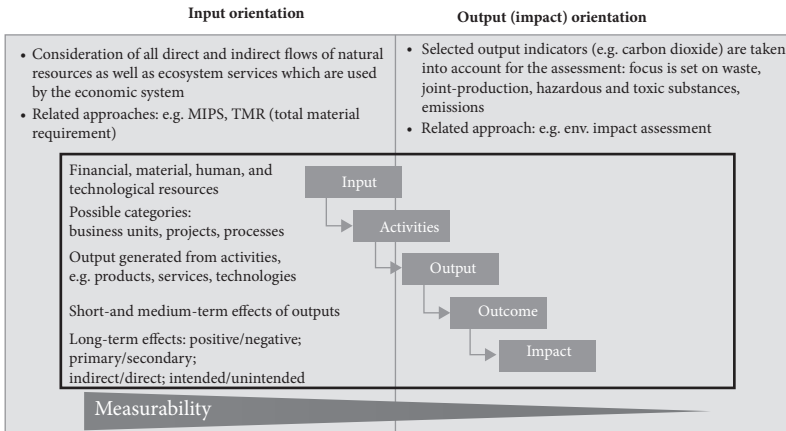 Input orientation
Output (impact) orientation
• Consideration of all direct and indirect flows of natural
resources as well as ecosystem services which are used
by the economic system
• Related approaches: e.g. MIPS, TMR (total material
requirement)
• Selected output indicators (e.g. carbon dioxide) are taken
into account for the assessment: focus is set on waste,
joint-production, hazardous and toxic substances,
emissions
• Related approach: e.g. env. impact assessment
Financial, material, human, and
technological resources
Input
Possible categories:
business units, projects, processes
Activities
Output generated from activities,
e.g. products, services, technologies
Output
Short-and medium-term effects of outputs
Outcome
Long-term effects: positive/negative;
primary/secondary;
indirect/direct; intended/unintended
Impact
Measurability